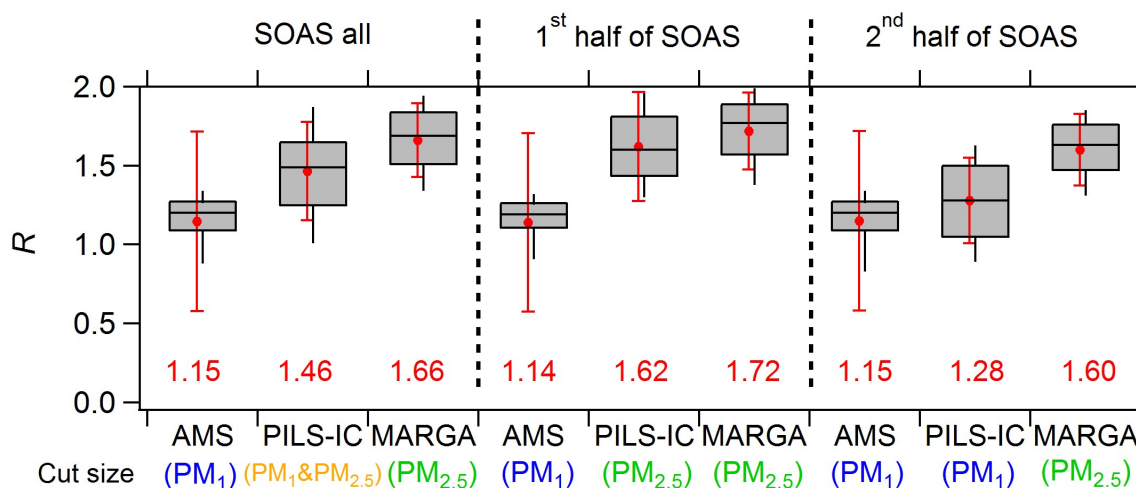 SOAS all 1st half of SOAS 2nd half of SOAS
2.0
1.5
1.0
0.5
0.0
R
1.15 1.46 1.66 1.14 1.62 1.72 1.15 1.28 1.60
AMS PILS-IC MARGA AMS PILS-IC MARGA AMS PILS-IC MARGA
Cut size (PM1) (PM1&PM2.5) (PM2.5) (PM1) (PM2.5) (PM2.5) (PM1) (PM1) (PM2.5)